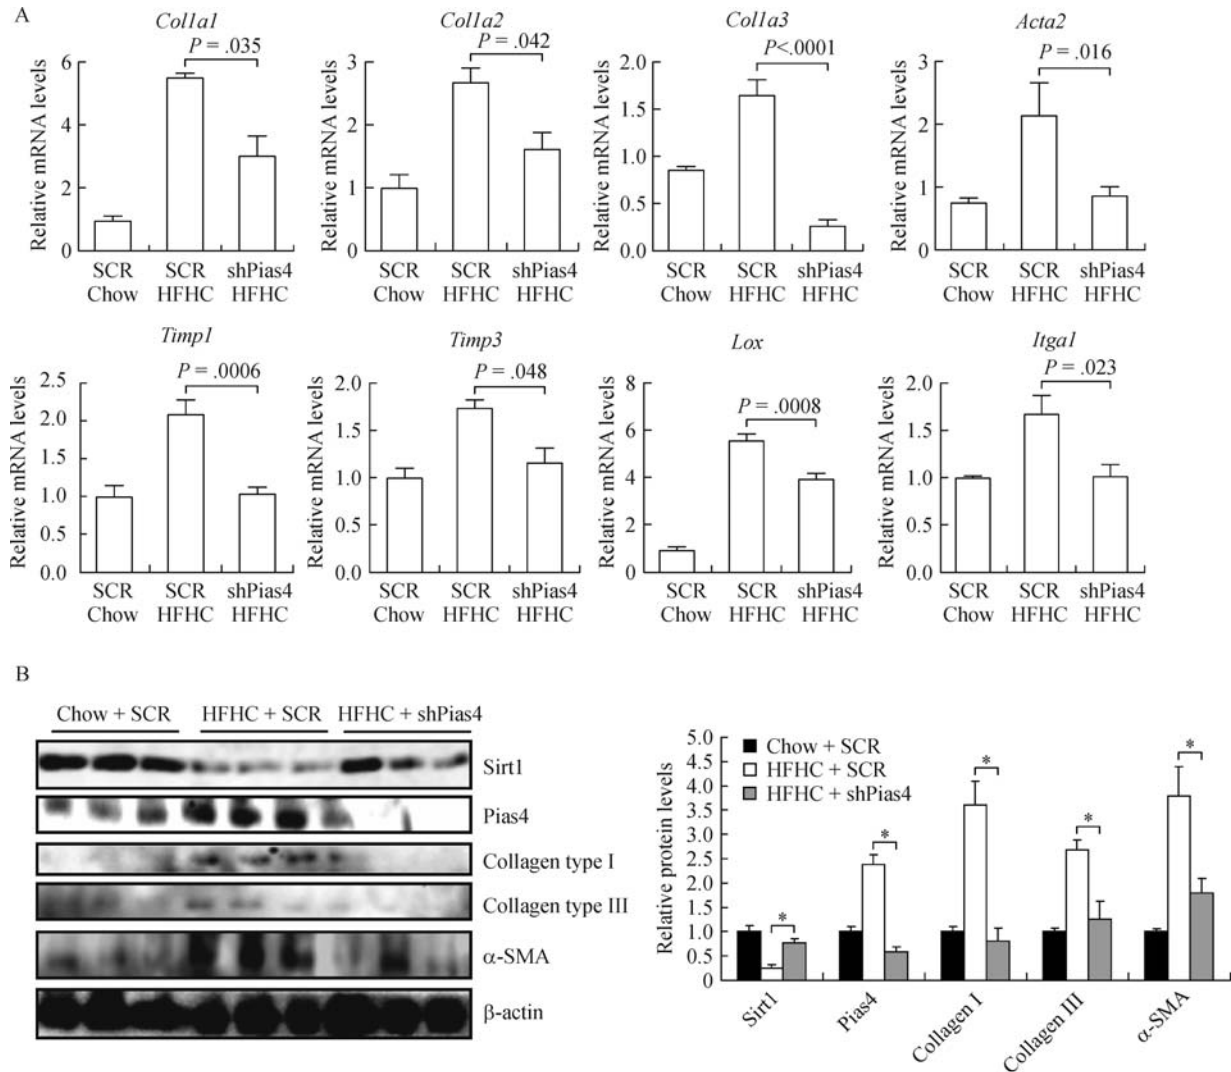 A
Col1a1
P = .035
Relative mRNA levels
6
4
2
0
SCR Chow
SCR HFHC
shPias4 HFHC
Col1a2
P = .042
Relative mRNA levels
3
2
1
0
SCR Chow
SCR HFHC
shPias4 HFHC
Col1a3
P<.0001
Relative mRNA levels
2.0
1.5
1.0
0.5
0.0
SCR Chow
SCR HFHC
shPias4 HFHC
Acta2
P = .016
Relative mRNA levels
3
2
1
0
SCR Chow
SCR HFHC
shPias4 HFHC
Timp1
P = .0006
Relative mRNA levels
2.5
2.0
1.5
1.0
0.5
0.0
SCR Chow
SCR HFHC
shPias4 HFHC
Timp3
P = .048
Relative mRNA levels
2.0
1.5
1.0
0.5
0.0
SCR Chow
SCR HFHC
shPias4 HFHC
Lox
P = .0008
Relative mRNA levels
8
6
4
2
0
SCR Chow
SCR HFHC
shPias4 HFHC
Itga1
P = .023
Relative mRNA levels
2.0
1.5
1.0
0.5
0.0
SCR Chow
SCR HFHC
shPias4 HFHC
B
Chow + SCR
HFHC + SCR
HFHC + shPias4
Sirt1
Pias4
Collagen type I
Collagen type III
α-SMA
β-actin
Relative protein levels
5.0
4.5
4.0
3.5
3.0
2.5
2.0
1.5
1.0
0.5
0
Chow + SCR
HFHC + SCR
HFHC + shPias4
*
*
*
*
*
Sirt1
Pias4
Collagen I
Collagen III
α-SMA